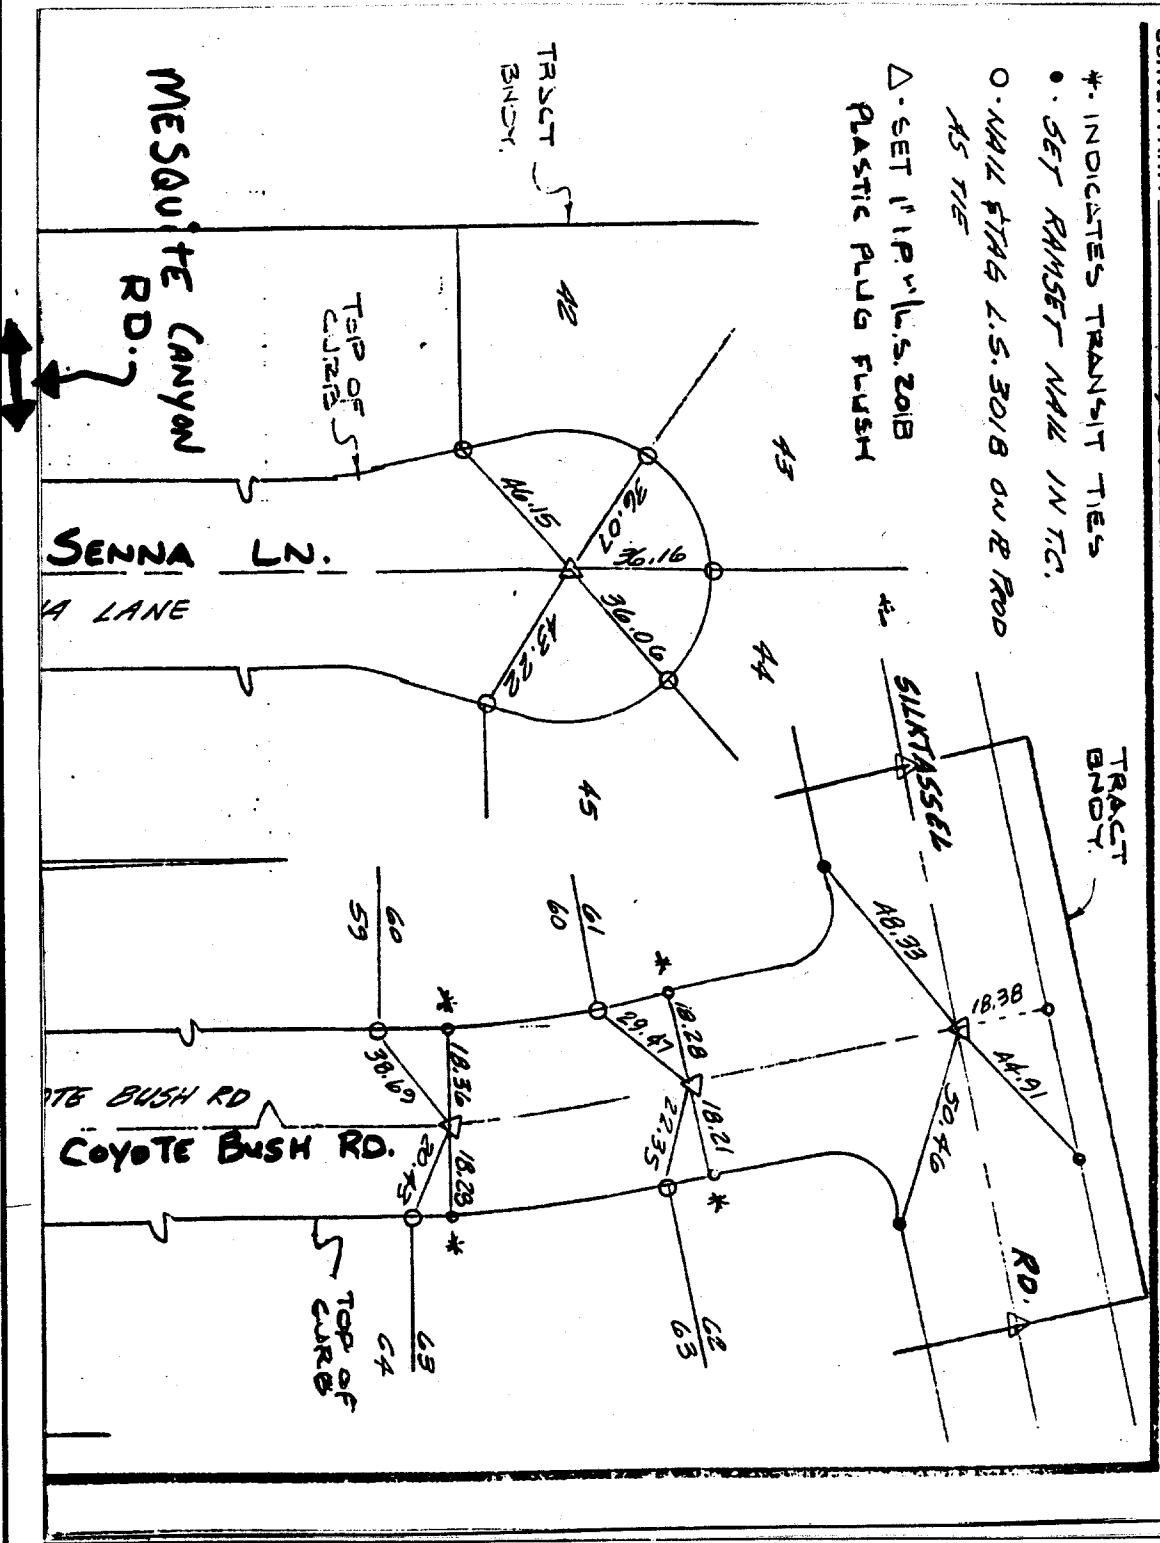 *- INDICATES TRANSIT TIES
•- SET RAMSET NAIL IN T.C.
O- NAIL & TAG L.S. 3018 ON PROD
AS TIE
△- SET 1" I.P. W/L.S. 2018
PLASTIC PLUG FLUSH
TRACT
BNDY.
MESQUITE CANYON
RD.
TOP OF
CURB
42
43
44
45
46.15
36.07
36.16
36.06
43.22
SENNA LN.
A LANE
TRACT
BNDY.
SILKTASSEL
RD.
48.33
18.38
44.91
50.46
61
60
60
59
*
*
18.28
29.47
18.21
22.35
18.36
38.69
18.28
20.43
*
*
OTE BUSH RD
COYOTE BUSH RD.
62
63
63
64
TOP OF
CURB